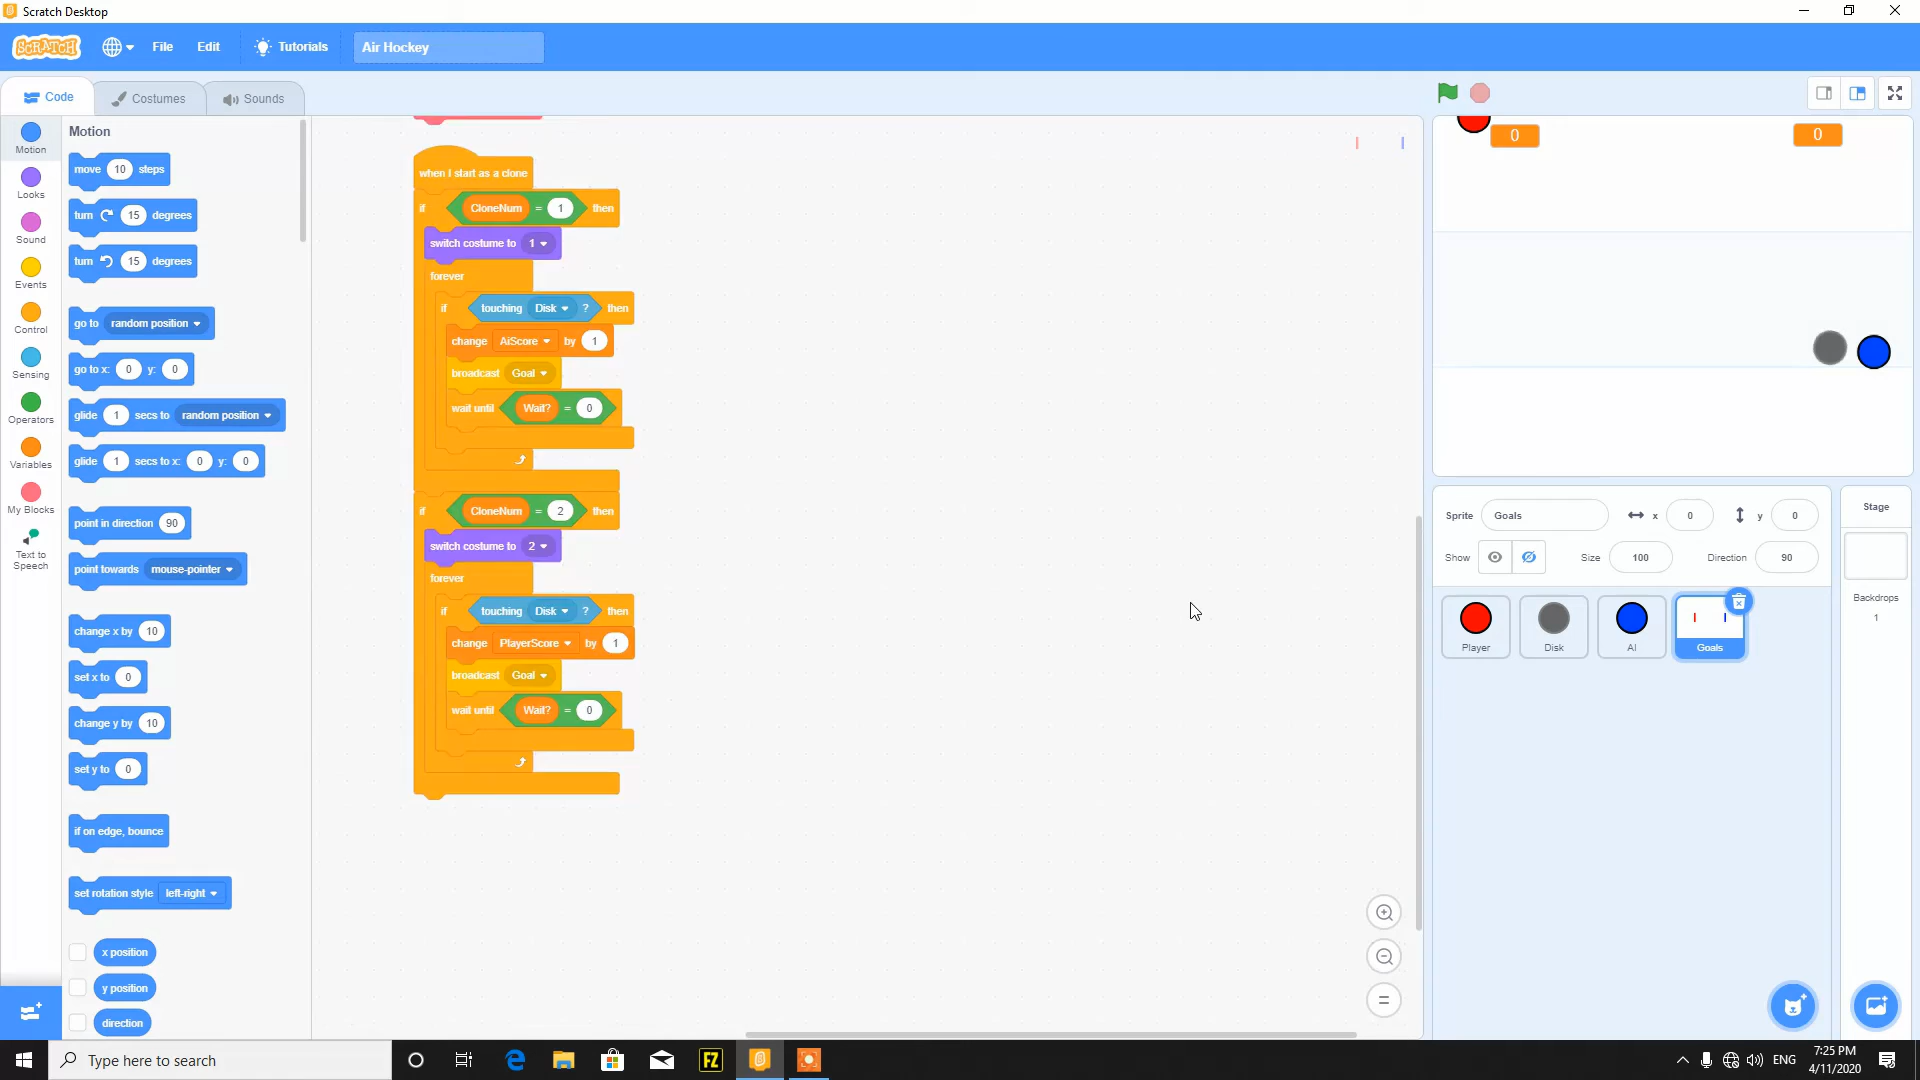 Scratch Desktop
SCRATCH File Edit Tutorials Air Hockey
Code Costumes Sounds
Motion
Looks
Sound
Events
Control
Sensing
Operators
Variables
My Blocks
Text to
Speech
Motion
move 10 steps
turn 15 degrees
turn 15 degrees
go to random position
go to x: 0 y: 0
glide 1 secs to random position
glide 1 secs to x: 0 y: 0
point in direction 90
point towards mouse-pointer
change x by 10
set x to 0
change y by 10
set y to 0
if on edge, bounce
set rotation style left-right
x position
y position
direction
when I start as a clone
if CloneNum = 1 then
switch costume to 1
forever
if touching Disk ? then
change AiScore by 1
broadcast Goal
wait until Wait? = 0
if CloneNum = 2 then
switch costume to 2
forever
if touching Disk ? then
change PlayerScore by 1
broadcast Goal
wait until Wait? = 0
0 0
Sprite Goals x 0 y 0
Show Size 100 Direction 90
Player Disk AI Goals
Stage
Backdrops
1
Type here to search
FZ
ENG
7:25 PM
4/11/2020